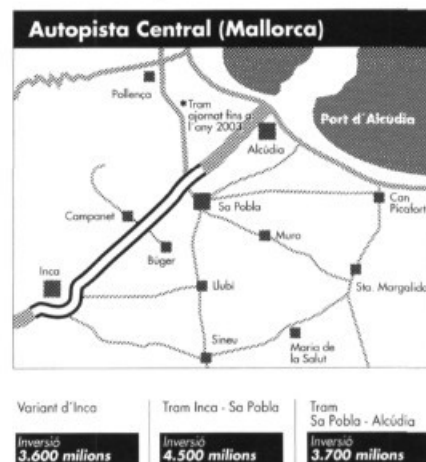 Autopista Central (Mallorca)
Pollença
* Tram
ajornat fins a
l'any 2003
Port d'Alcúdia
Alcúdia
Campanet
Sa Pobla
Can
Picafort
Búger
Muro
Inca
Llubí
Sta. Margalida
Sineu
Maria de
la Salut
Variant d'Inca
Inversió
3.600 milions
Tram Inca - Sa Pobla
Inversió
4.500 milions
Tram
Sa Pobla - Alcúdia
Inversió
3.700 milions